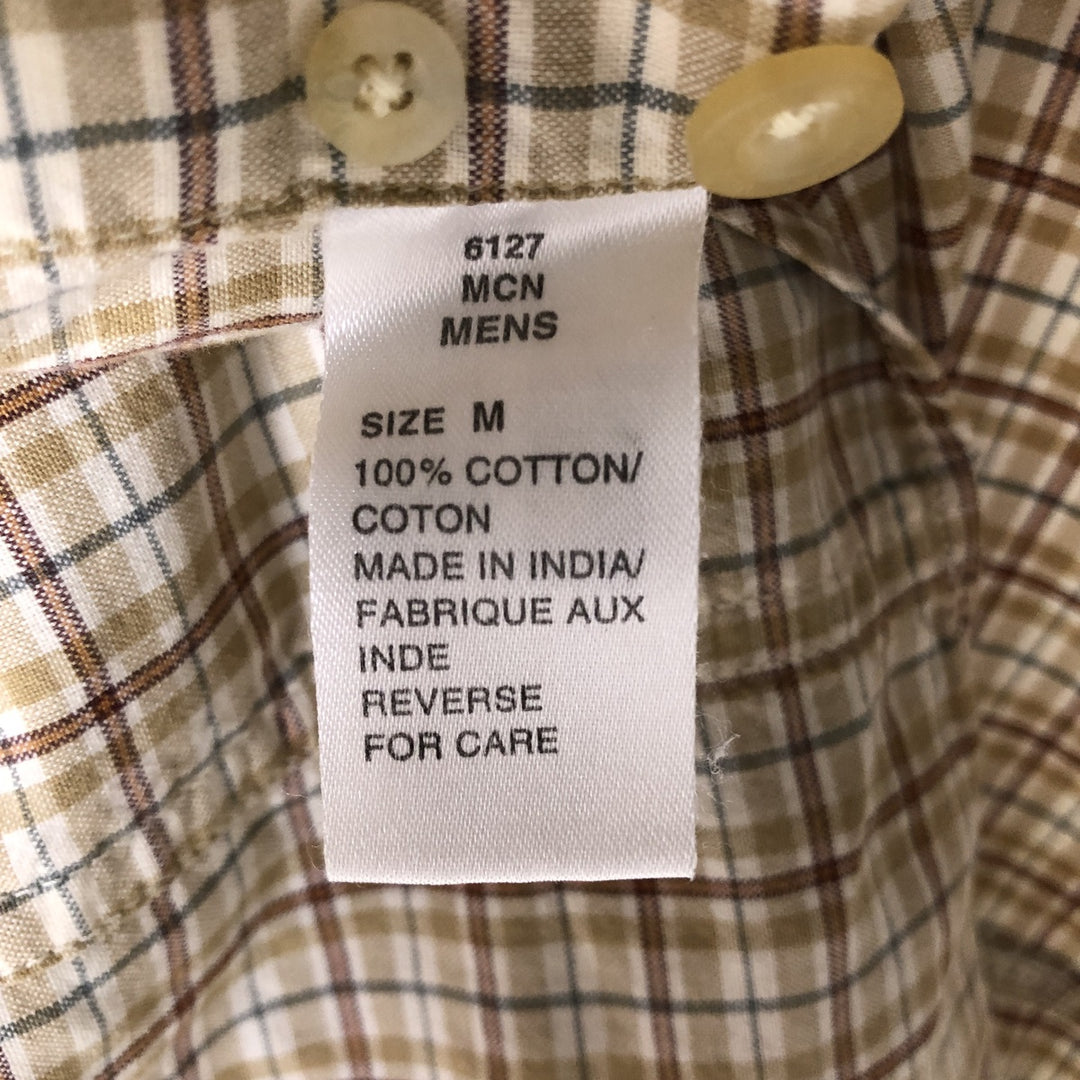 6127
MCN
MENS
SIZE M
100% COTTON/
COTON
MADE IN INDIA/
FABRIQUE AUX
INDE
REVERSE
FOR CARE